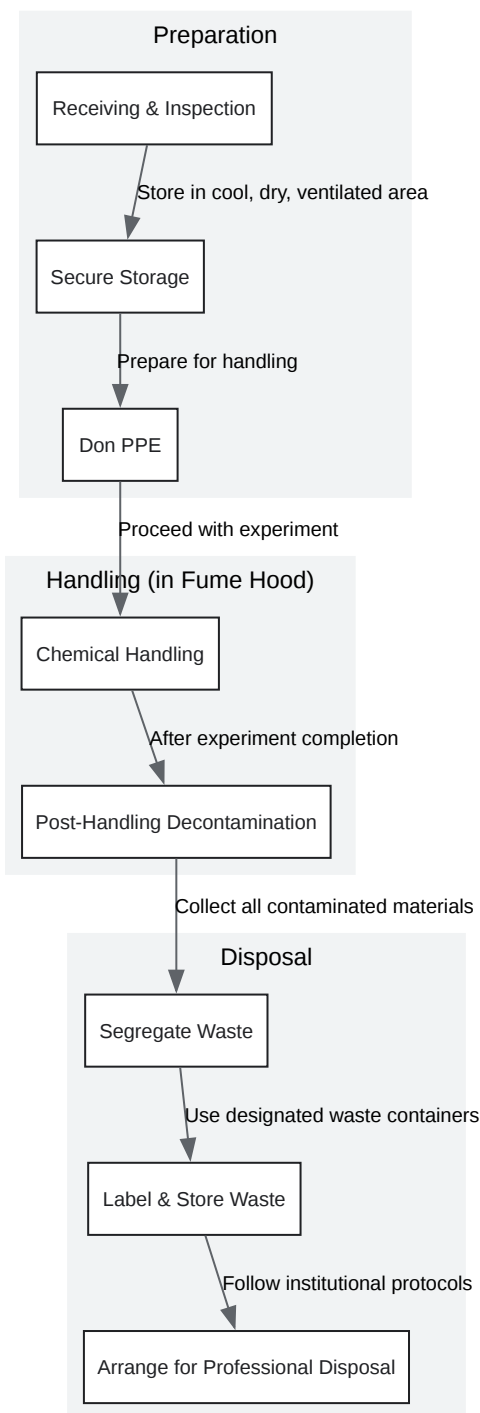 Preparation
Receiving & Inspection
Store in cool, dry, ventilated area
Secure Storage
Prepare for handling
Don PPE
Proceed with experiment
Handling (in Fume Hood)
Chemical Handling
After experiment completion
Post-Handling Decontamination
Collect all contaminated materials
Disposal
Segregate Waste
Use designated waste containers
Label & Store Waste
Follow institutional protocols
Arrange for Professional Disposal